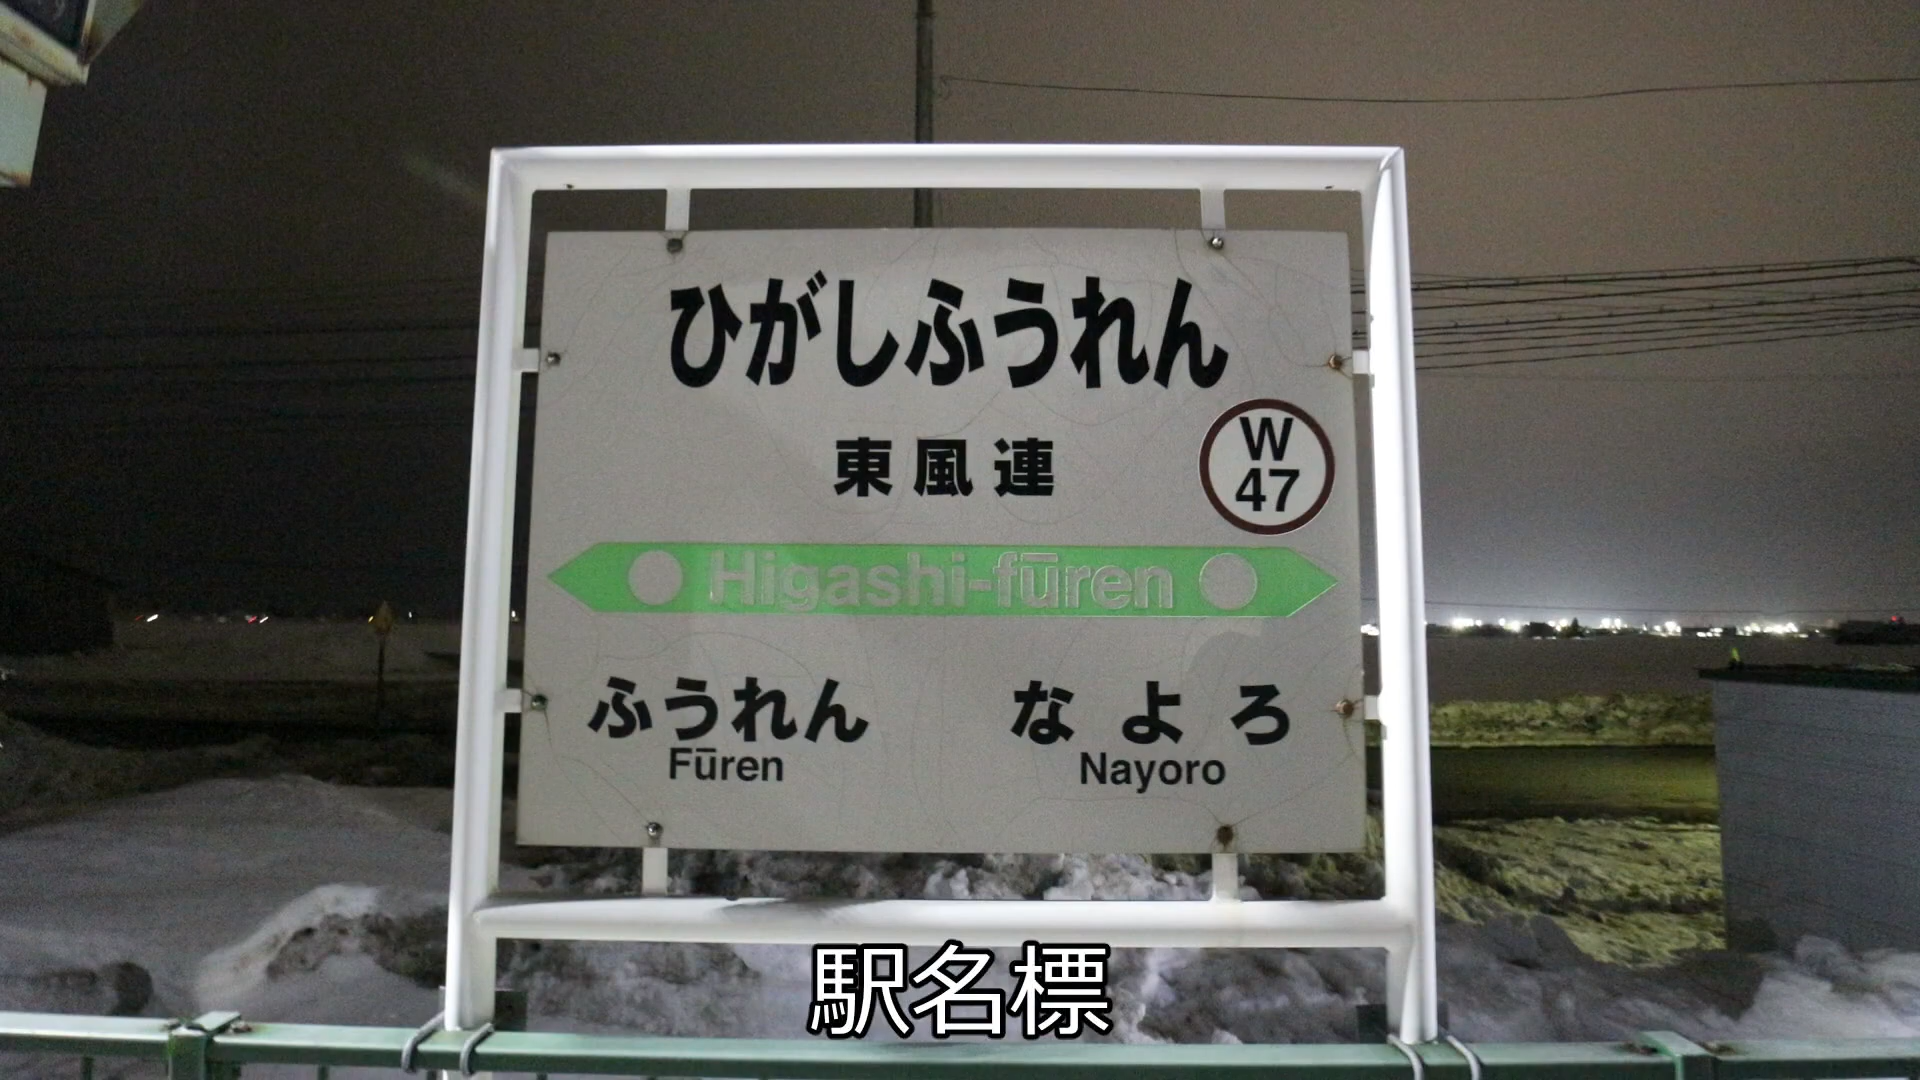 ひがしふうれん
東風連
W
47
Higashi-fūren
ふうれん なよろ
Fūren Nayoro
駅名標